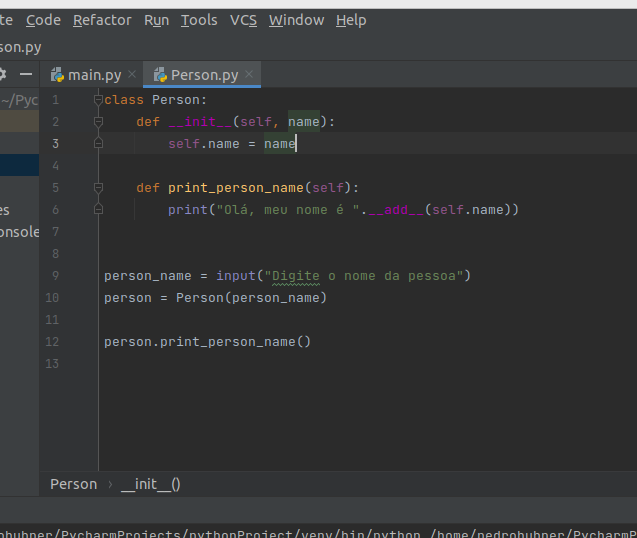 te Code Refactor Run Tools VCS Window Help
son.py
main.py Person.py
~/Pyc
1 class Person:
2 def __init__(self, name):
3 self.name = name
4
5 def print_person_name(self):
6 print("Olá, meu nome é ".__add__(self.name))
7
8
9 person_name = input("Digite o nome da pessoa")
10 person = Person(person_name)
11
12 person.print_person_name()
13
es
onsole
Person › __init__()
ohubner/PycharmProjects/pythonProject/venv/bin/python /home/pedrohubner/PycharmP